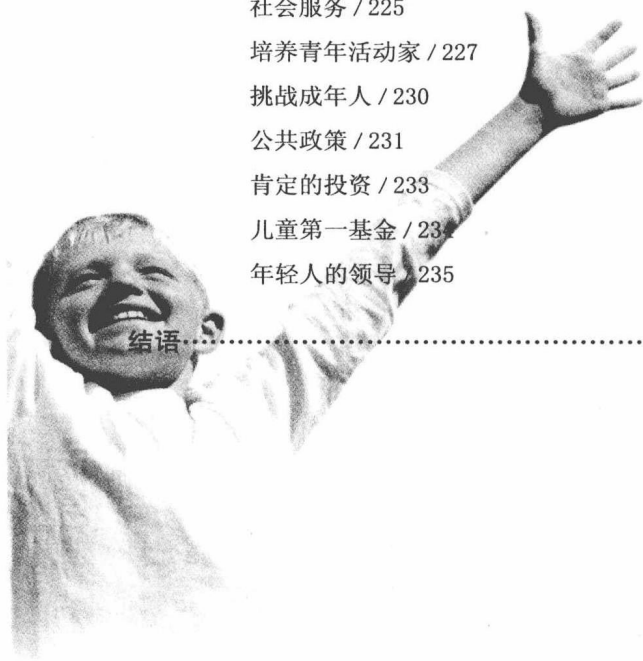 社会服务 / 225
培养青年活动家 / 227
挑战成年人 / 230
公共政策 / 231
肯定的投资 / 233
儿童第一基金 / 234
年轻人的领导 / 235
结语………………………………………